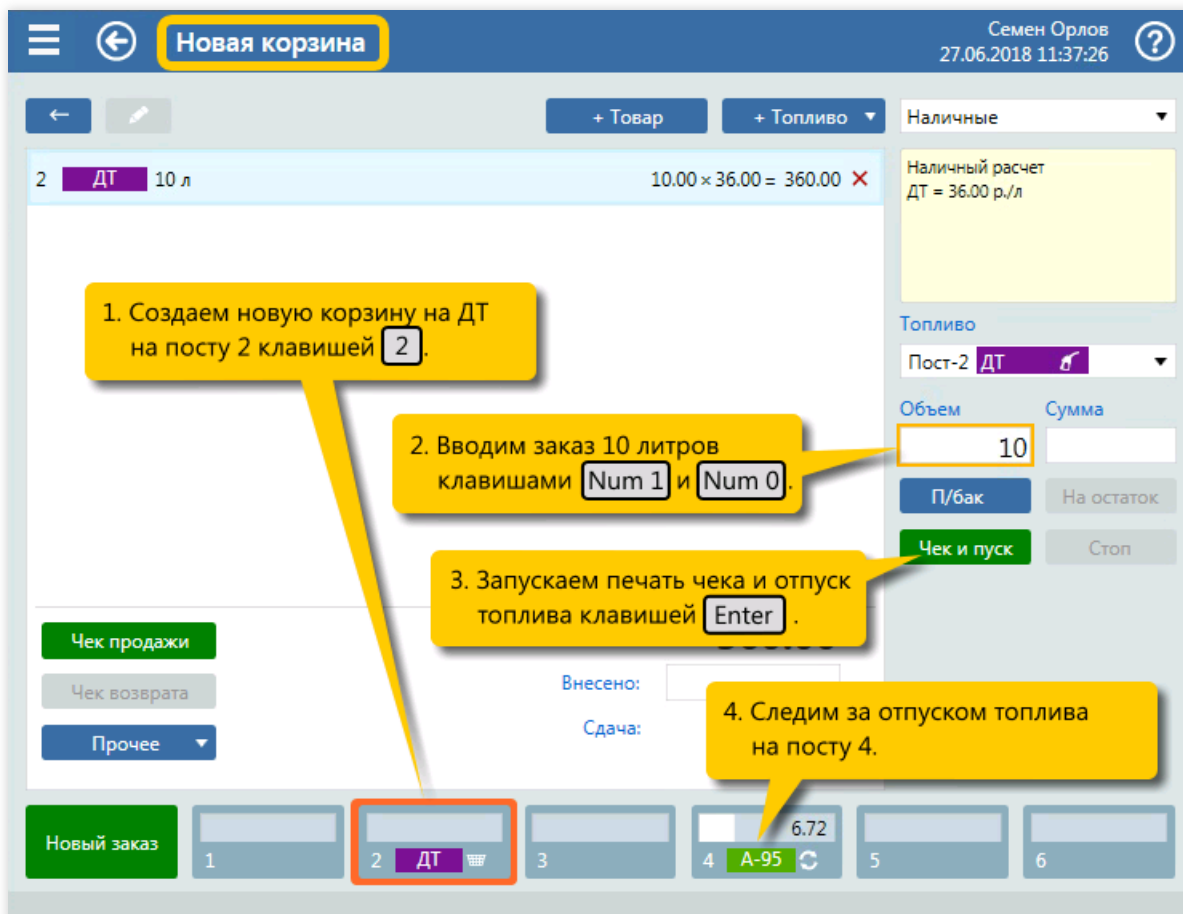 Новая корзина
Семен Орлов
27.06.2018 11:37:26
?
← + Товар + Топливо Наличные
2 ДТ 10 л 10.00 × 36.00 = 360.00
Наличный расчет
ДТ = 36.00 р./л
1. Создаем новую корзину на ДТ
на посту 2 клавишей 2.
Топливо
Пост-2 ДТ
Объем Сумма
10
2. Вводим заказ 10 литров
клавишами Num 1 и Num 0.
П/бак На остаток
Чек и пуск Стоп
3. Запускаем печать чека и отпуск
топлива клавишей Enter.
Чек продажи
Чек возврата
Прочее
Внесено:
Сдача:
4. Следим за отпуском топлива
на посту 4.
Новый заказ
1
2 ДТ
3
6.72
4 А-95
5
6